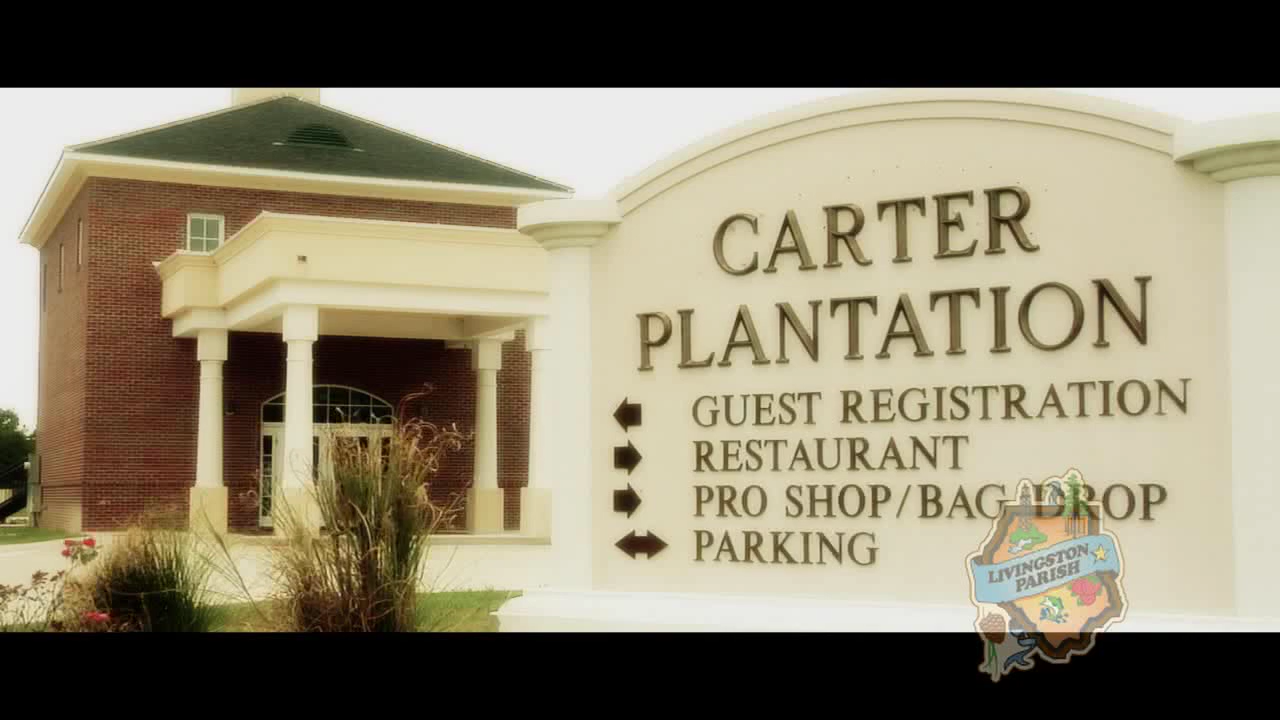 CARTER
PLANTATION
GUEST REGISTRATION
RESTAURANT
PRO SHOP/BAG DROP
PARKING
LIVINGSTON
PARISH